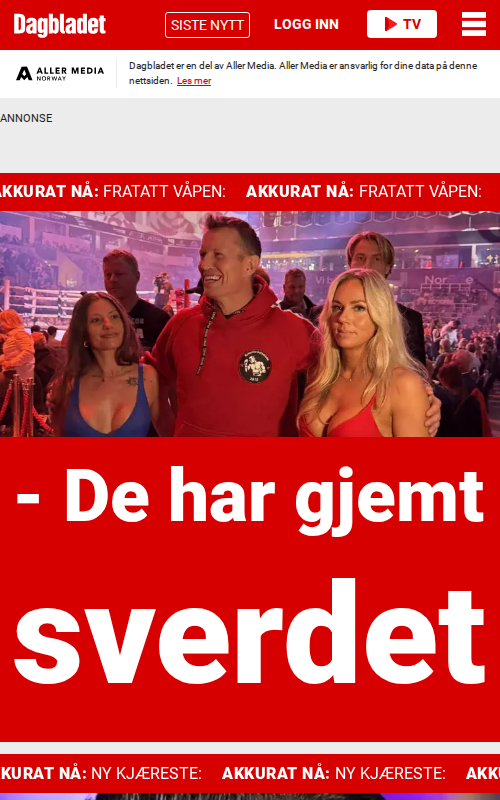 Dagbladet
SISTE NYTT
LOGG INN
TV
ALLER MEDIA
NORWAY
Dagbladet er en del av Aller Media. Aller Media er ansvarlig for dine data på denne
nettsiden. Les mer
ANNONSE
AKKURAT NÅ: FRATATT VÅPEN: AKKURAT NÅ: FRATATT VÅPEN:
- De har gjemt
sverdet
KKURAT NÅ: NY KJÆRESTE: AKKURAT NÅ: NY KJÆRESTE: AKKU